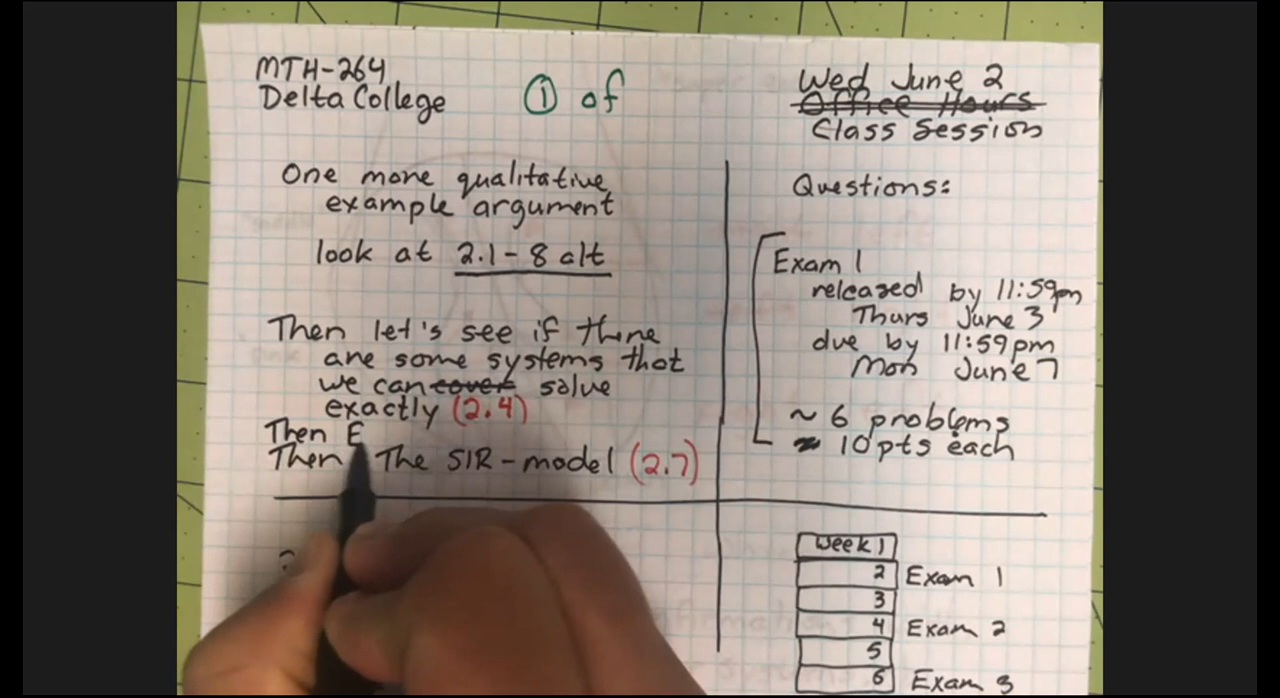 MTH-264
Delta College
① of
Wed June 2
Office Hours
Class Session
One more qualitative
example argument
look at 2.1-8 alt
Then let's see if there
are some systems that
we can cover solve
exactly (2.4)
Then E
Then The SIR-model (2.7)
Questions:
Exam 1
released by 11:59pm
Thurs June 3
due by 11:59pm
Mon June 7
~ 6 problems
10pts each
Week 1
2 Exam 1
3
4 Exam 2
5
6 Exam 3